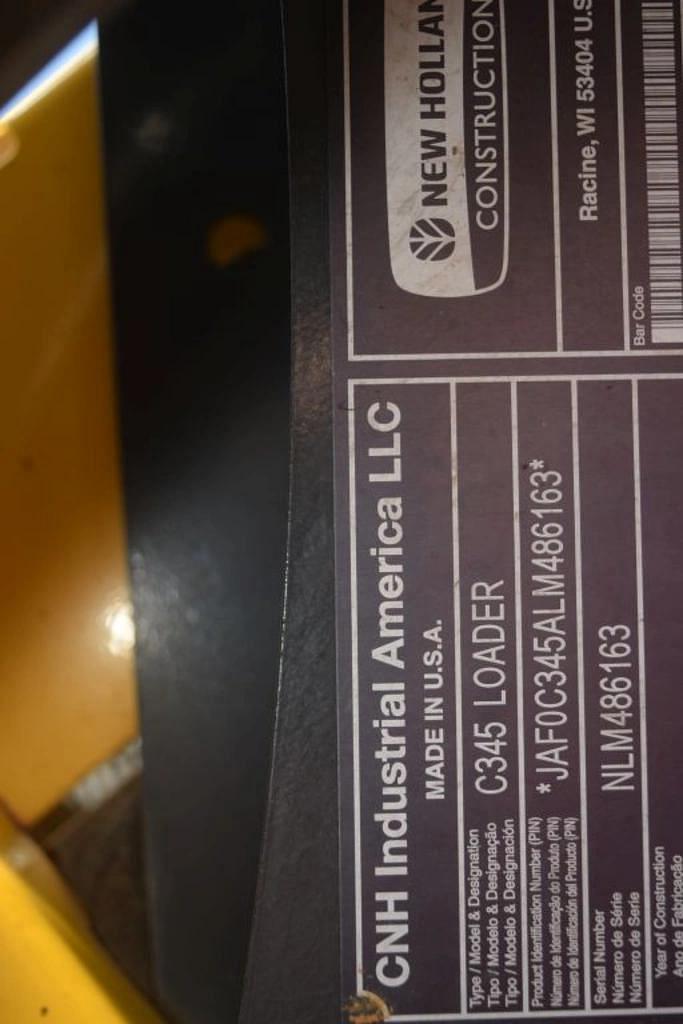 CNH Industrial America LLC
MADE IN U.S.A.
Type / Model & Designation
Tipo / Modelo & Designação
Tipo / Modelo & Designación
C345 LOADER
Product Identification Number (PIN)
Número de Identificação do Produto (PIN)
Número de Identificación del Producto (PIN)
*JAF0C345ALM486163*
Serial Number
Número de Série
Número de Serie
NLM486163
Year of Construction
Ano de Fabricação
NEW HOLLAN
CONSTRUCTION
Racine, WI 53404 U.S
Bar Code